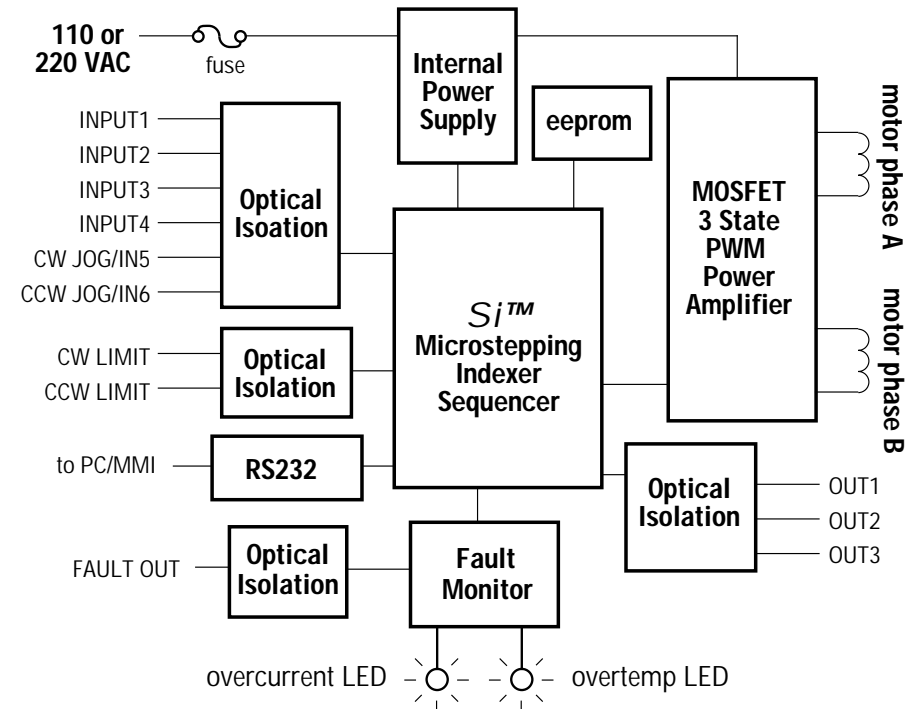 110 or
220 VAC
fuse
Internal
Power
Supply
eeprom
MOSFET
3 State
PWM
Power
Amplifier
motor phase A
motor phase B
INPUT1
INPUT2
INPUT3
INPUT4
CW JOG/IN5
CCW JOG/IN6
Optical
Isoation
Si™
Microstepping
Indexer
Sequencer
CW LIMIT
CCW LIMIT
Optical
Isolation
to PC/MMI
RS232
Optical
Isolation
OUT1
OUT2
OUT3
FAULT OUT
Optical
Isolation
Fault
Monitor
overcurrent LED
overtemp LED